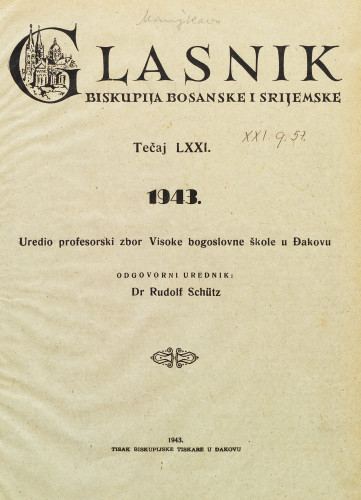 GLASNIK
BISKUPIJA BOSANSKE I SRIJEMSKE
Tečaj LXXI.
XXI. 9. 57.
1943.
Uredio profesorski zbor Visoke bogoslovne škole u Đakovu
ODGOVORNI UREDNIK:
Dr Rudolf Schütz
1943.
TISAK BISKUPIJSKE TISKARE U ĐAKOVU